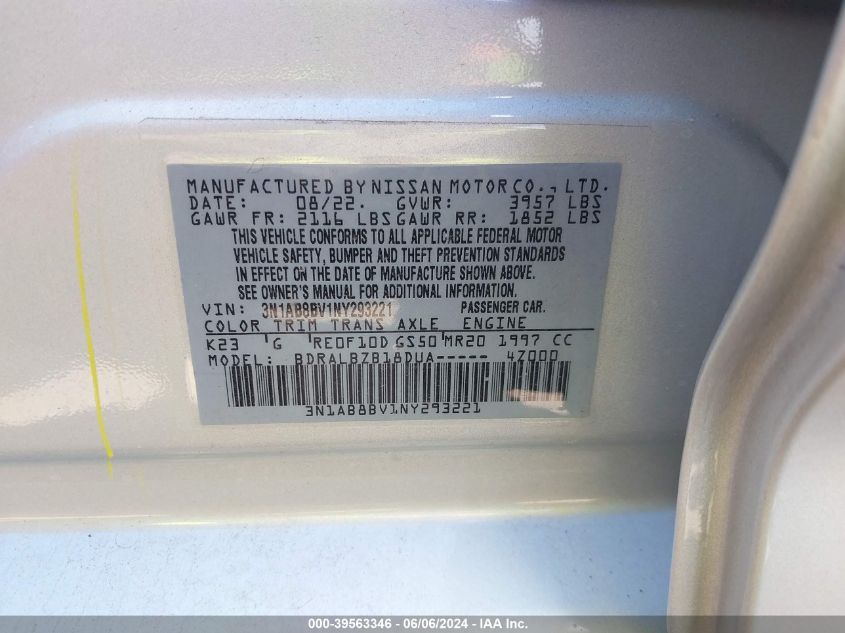 MANUFACTURED BY NISSAN MOTOR CO., LTD.
DATE: 08/22. GVWR: 3957 LBS
GAWR FR: 2116 LBS GAWR RR: 1852 LBS
THIS VEHICLE CONFORMS TO ALL APPLICABLE FEDERAL MOTOR
VEHICLE SAFETY, BUMPER AND THEFT PREVENTION STANDARDS
IN EFFECT ON THE DATE OF MANUFACTURE SHOWN ABOVE.
SEE OWNER'S MANUAL FOR ADDITIONAL INFORMATION.
VIN: 3N1AB8BV1NY293221 PASSENGER CAR.
COLOR TRIM TRANS AXLE ENGINE
K23 G RE0F10D GS50 MR20 1997 CC
MODEL: BDRALBZB18DUA----- 4Z000
3N1AB8BV1NY293221
000-39563346 - 06/06/2024 - IAA Inc.